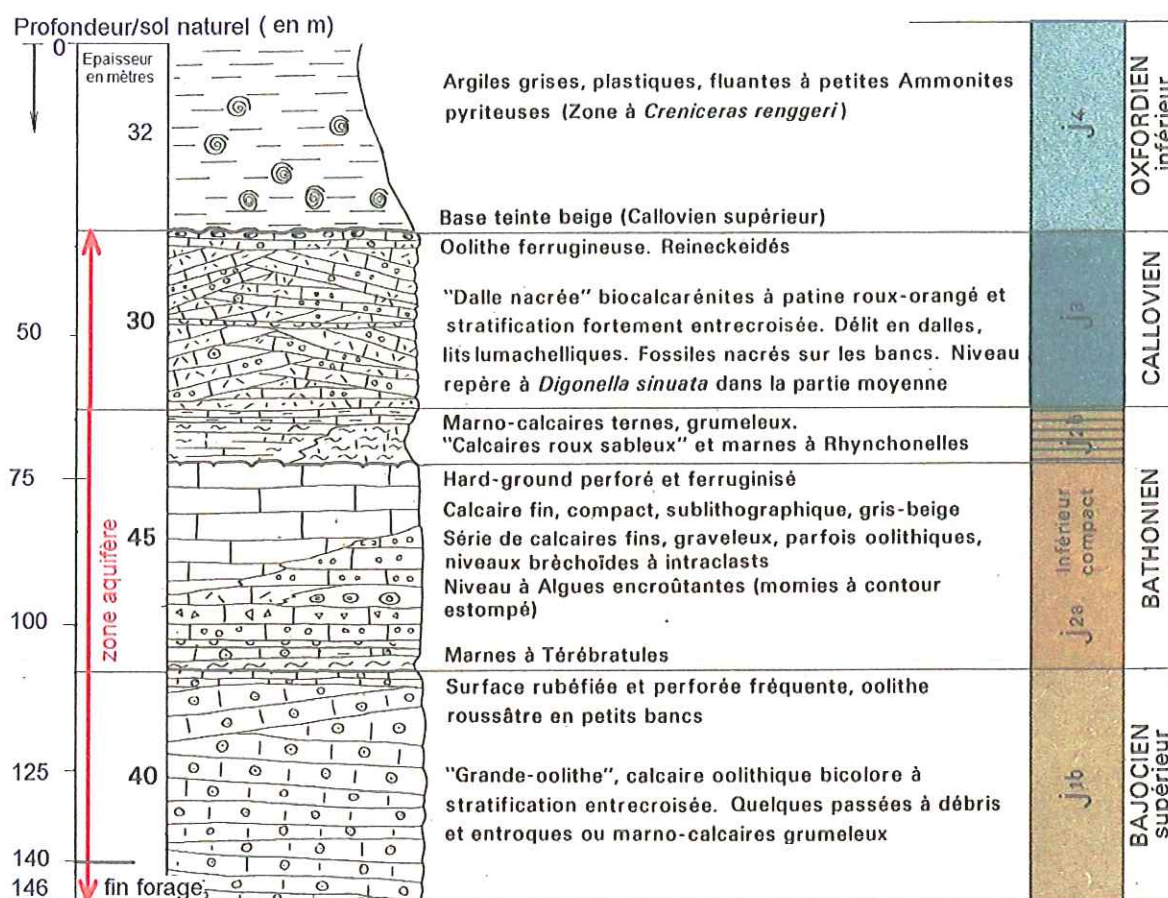 Profondeur/sol naturel ( en m)
0
Epaisseur
en mètres
32
Argiles grises, plastiques, fluantes à petites Ammonites
pyriteuses (Zone à Creniceras renggeri)
Base teinte beige (Callovien supérieur)
j4
OXFORDIEN
inférieur
Oolithe ferrugineuse. Reineckeidés
30
50
"Dalle nacrée" biocalcarénites à patine roux-orangé et
stratification fortement entrecroisée. Délit en dalles,
lits lumachelliques. Fossiles nacrés sur les bancs. Niveau
repère à Digonella sinuata dans la partie moyenne
j3
CALLOVIEN
Marno-calcaires ternes, grumeleux.
"Calcaires roux sableux" et marnes à Rhynchonelles
j2b
75
45
zone aquifère
Hard-ground perforé et ferruginisé
Calcaire fin, compact, sublithographique, gris-beige
Série de calcaires fins, graveleux, parfois oolithiques,
niveaux brèchoïdes à intraclasts
Niveau à Algues encroûtantes (momies à contour
estompé)
100
Marnes à Térébratules
Inférieur
compact
j2a
BATHONIEN
Surface rubéfiée et perforée fréquente, oolithe
roussâtre en petits bancs
125
40
"Grande-oolithe", calcaire oolithique bicolore à
stratification entrecroisée. Quelques passées à débris
et entroques ou marno-calcaires grumeleux
j1b
BAJOCIEN
supérieur
140
146
fin forage